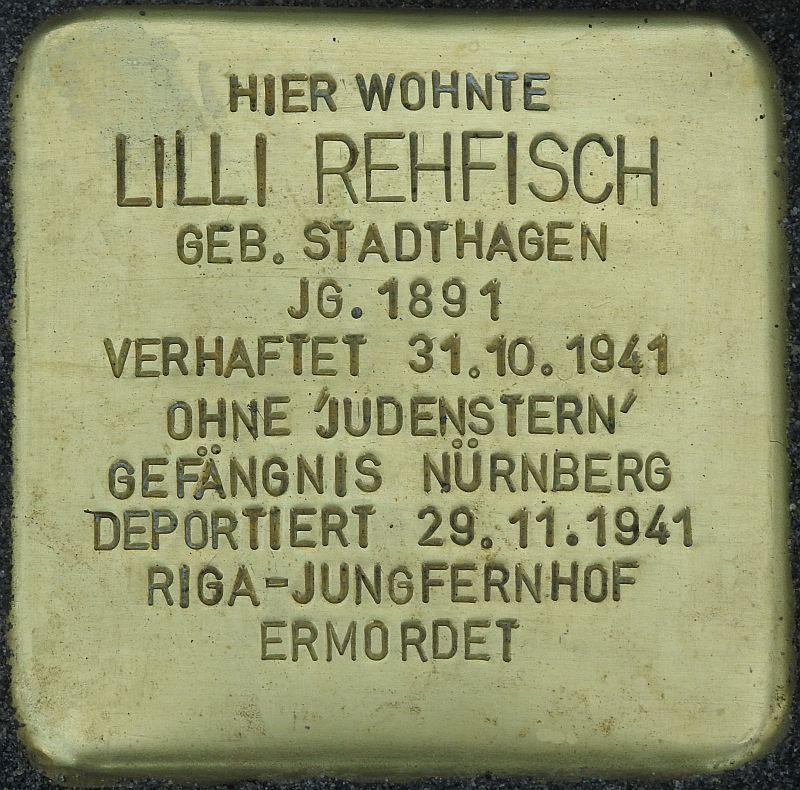 HIER WOHNTE
LILLI REHFISCH
GEB. STADTHAGEN
JG. 1891
VERHAFTET 31.10.1941
OHNE 'JUDENSTERN'
GEFÄNGNIS NÜRNBERG
DEPORTIERT 29.11.1941
RIGA-JUNGFERNHOF
ERMORDET